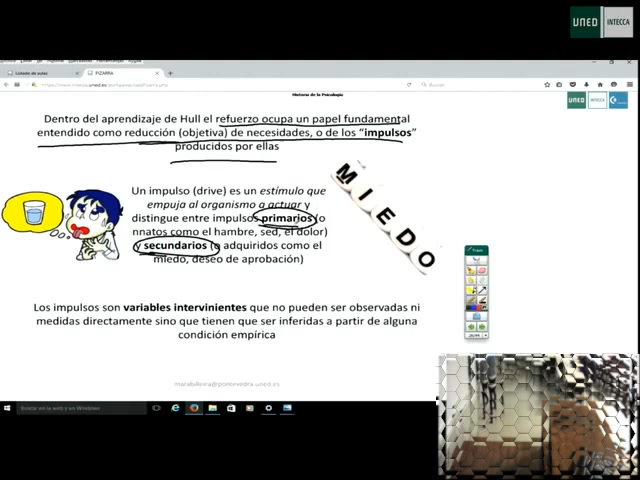 UNED INTECCA
Listado de aulas
PIZARRA
Buscar
Historia de la Psicología
UNED INTECCA
Dentro del aprendizaje de Hull el refuerzo ocupa un papel fundamental
entendido como reducción (objetiva) de necesidades, o de los “impulsos”
producidos por ellas
Un impulso (drive) es un estímulo que
empuja al organismo a actuar y
distingue entre impulsos primarios (o
nnatos como el hambre, sed, el dolor)
y secundarios (o adquiridos como el
miedo, deseo de aprobación)
MIEDO
Los impulsos son variables intervinientes que no pueden ser observadas ni
medidas directamente sino que tienen que ser inferidas a partir de alguna
condición empírica
Buscar en la web y en Windows